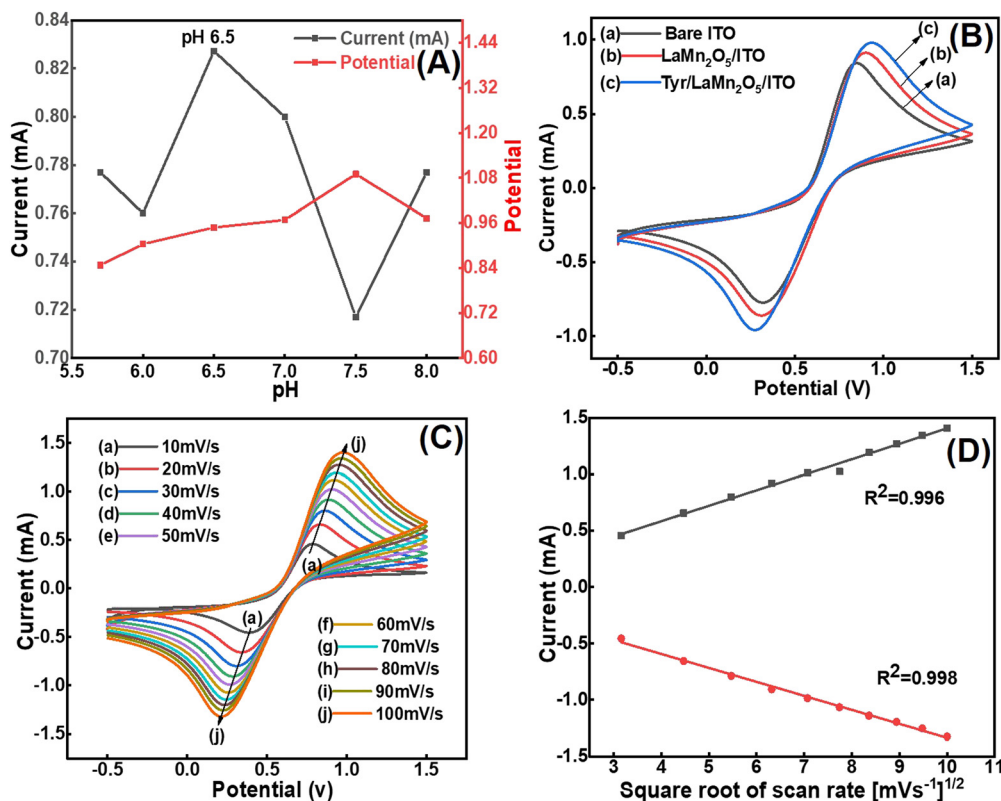 0.84
0.82
0.80
0.78
0.76
0.74
0.72
0.70
Current (mA)
5.5 6.0 6.5 7.0 7.5 8.0
pH
pH 6.5
Current (mA)
Potential
(A)
1.44
1.32
1.20
1.08
0.96
0.84
0.72
0.60
Potential
(B)
(a) Bare ITO
(b) LaMn₂O₅/ITO
(c) Tyr/LaMn₂O₅/ITO
(c)
(b)
(a)
1.0
0.5
0.0
-0.5
-1.0
Current (mA)
-0.5 0.0 0.5 1.0 1.5
Potential (V)
(C)
(a) 10mV/s
(b) 20mV/s
(c) 30mV/s
(d) 40mV/s
(e) 50mV/s
(j)
(a)
(a)
(j)
(f) 60mV/s
(g) 70mV/s
(h) 80mV/s
(i) 90mV/s
(j) 100mV/s
1.5
1.0
0.5
0.0
-0.5
-1.0
Current (mA)
-0.5 0.0 0.5 1.0 1.5
Potential (v)
(D)
R²=0.996
R²=0.998
1.5
1.0
0.5
0.0
-0.5
-1.0
-1.5
Current (mA)
3 4 5 6 7 8 9 10 11
Square root of scan rate [mVs⁻¹]¹/²